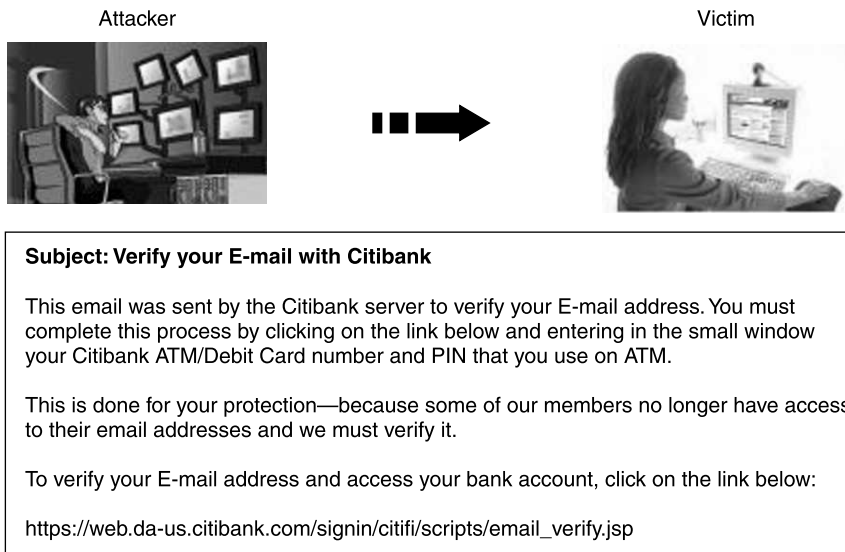 Attacker
Victim
Subject: Verify your E-mail with Citibank
This email was sent by the Citibank server to verify your E-mail address. You must
complete this process by clicking on the link below and entering in the small window
your Citibank ATM/Debit Card number and PIN that you use on ATM.
This is done for your protection—because some of our members no longer have access
to their email addresses and we must verify it.
To verify your E-mail address and access your bank account, click on the link below:
https://web.da-us.citibank.com/signin/citifi/scripts/email_verify.jsp